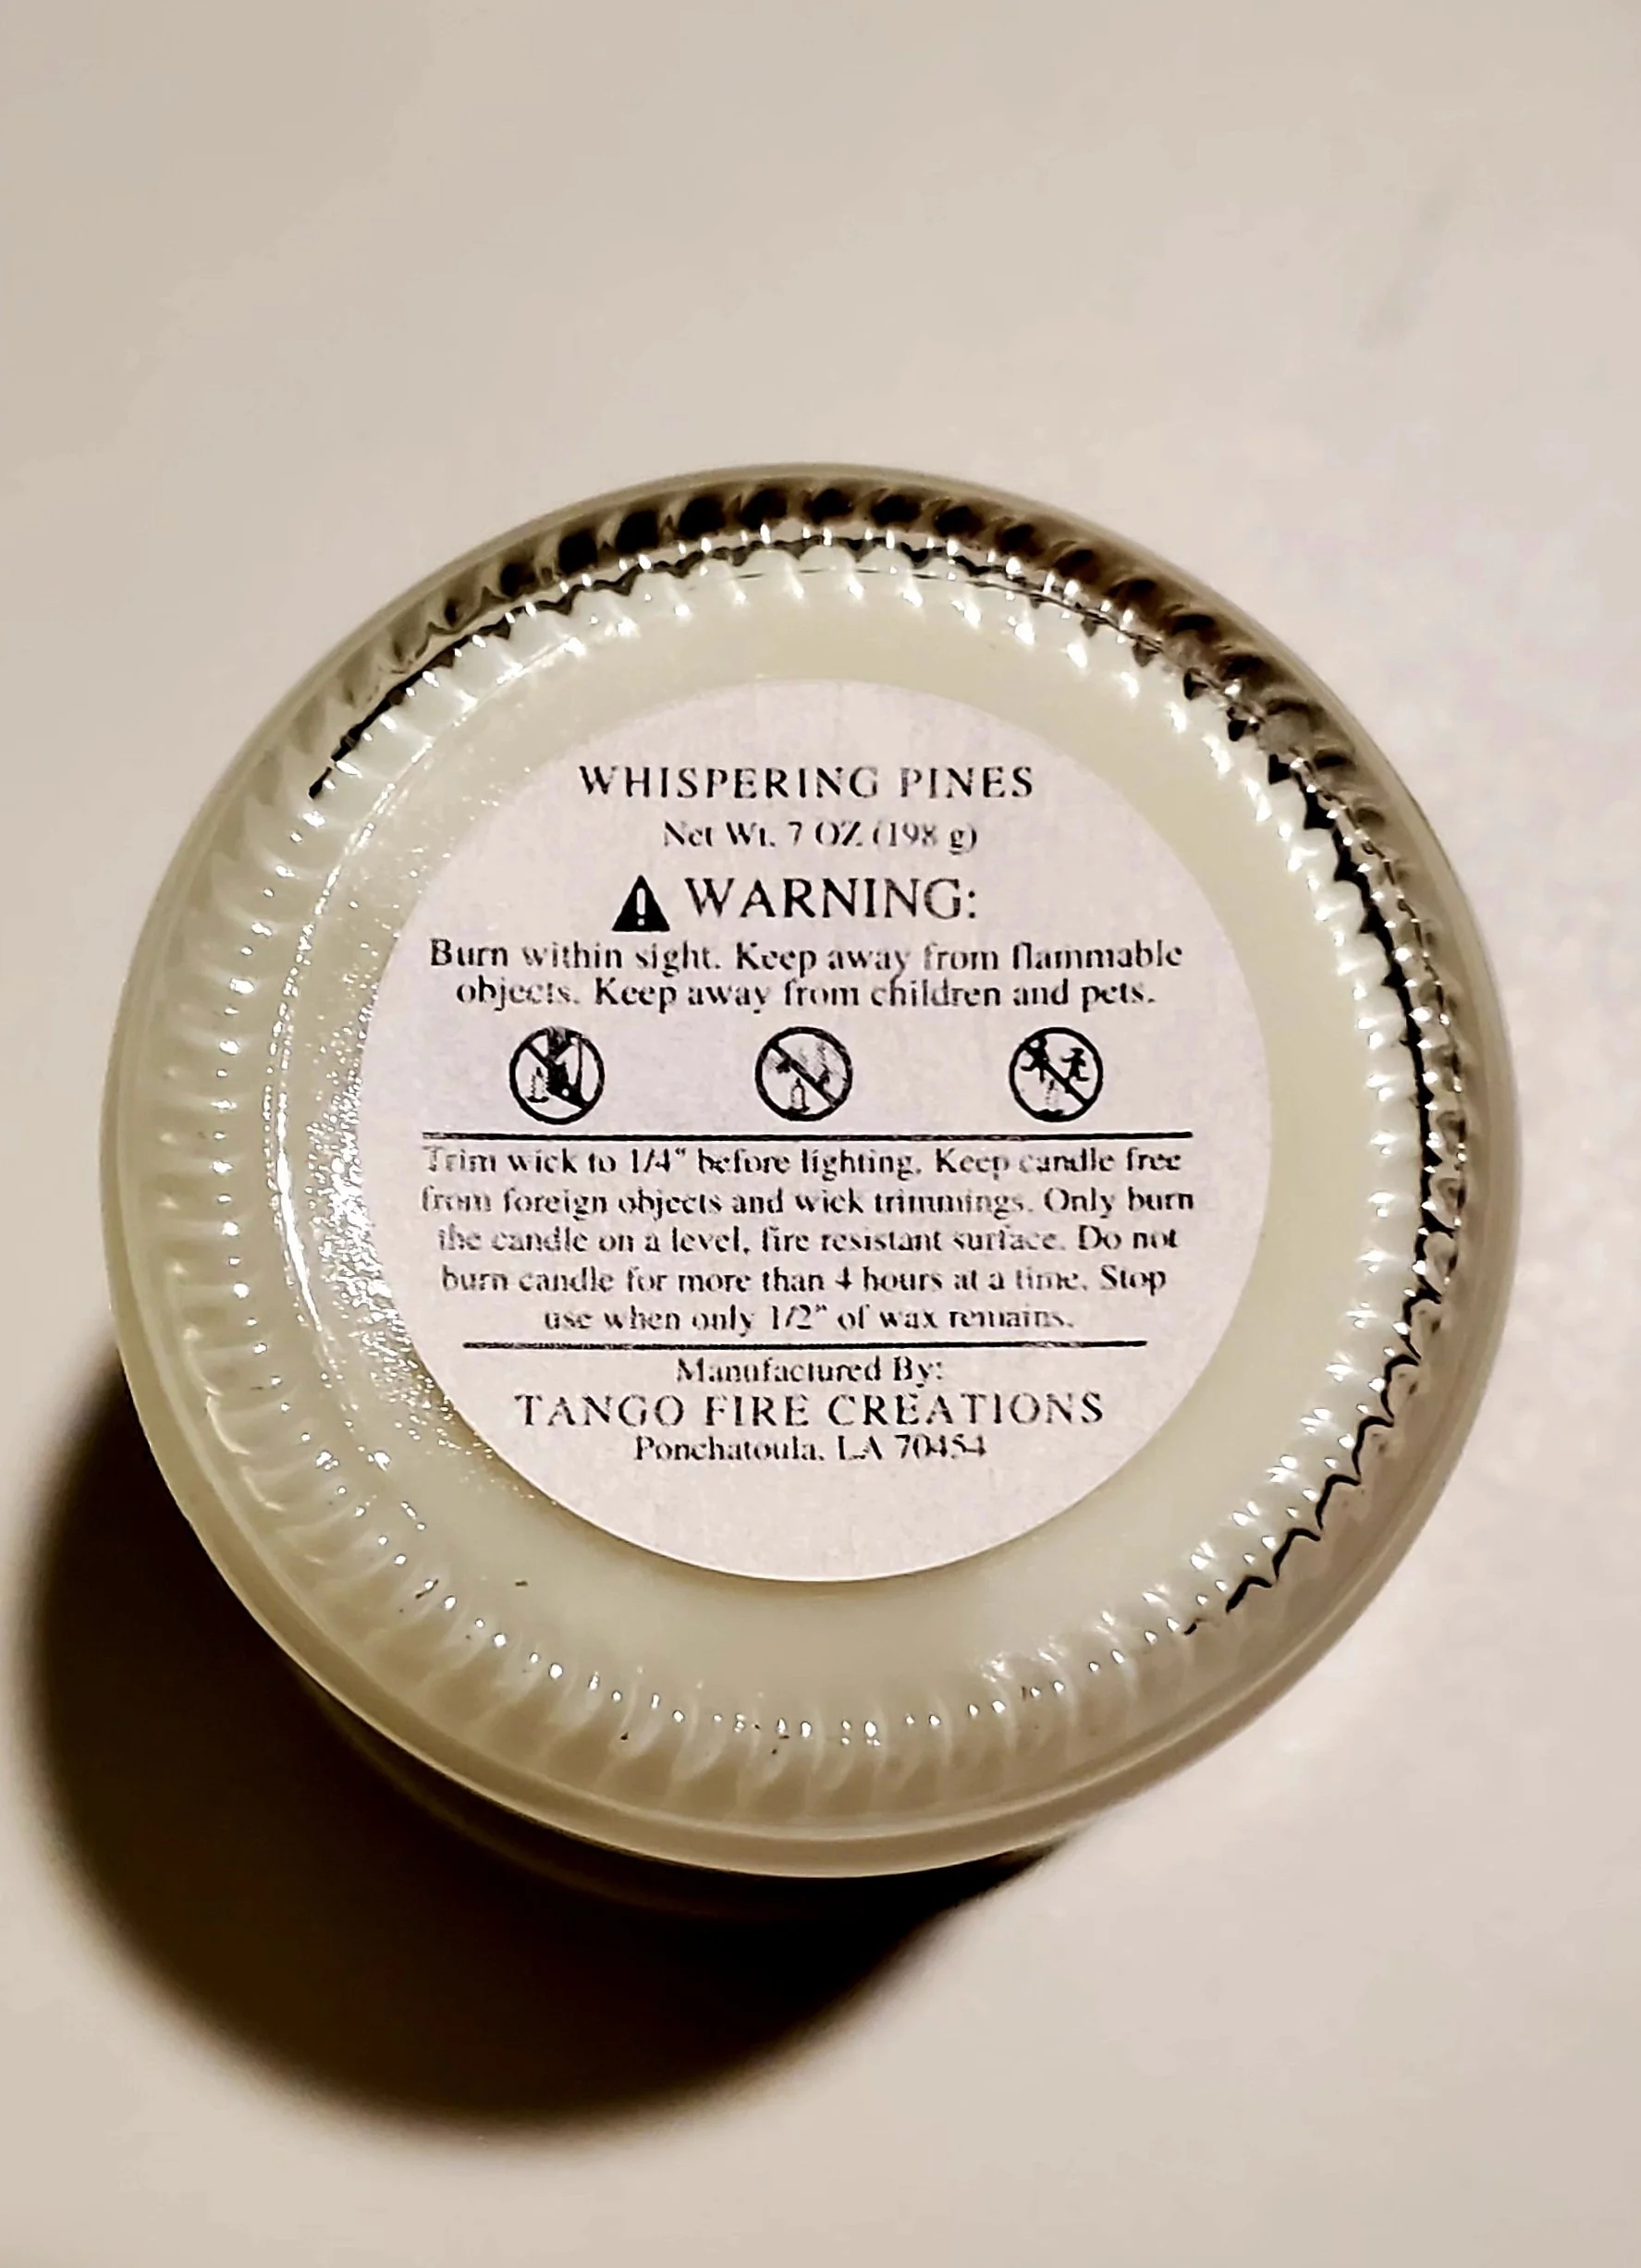 WHISPERING PINES
Net Wt. 7 OZ (198 g)
WARNING:
Burn within sight. Keep away from flammable
objects. Keep away from children and pets.
Trim wick to 1/4" before lighting. Keep candle free
from foreign objects and wick trimmings. Only burn
the candle on a level, fire resistant surface. Do not
burn candle for more than 4 hours at a time. Stop
use when only 1/2" of wax remains.
Manufactured By:
TANGO FIRE CREATIONS
Ponchatoula, LA 70454